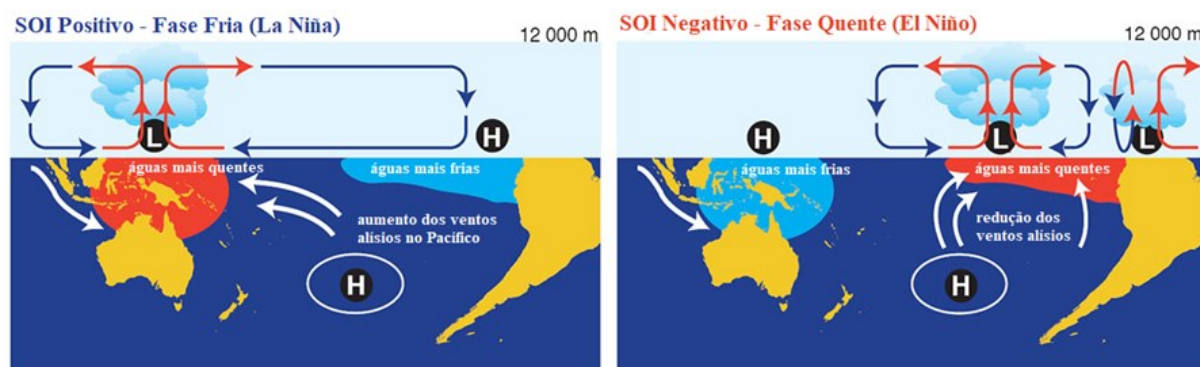 SOI Positivo - Fase Fria (La Niña)
12 000 m
L
H
águas mais quentes
águas mais frias
aumento dos ventos
alísios no Pacífico
H
SOI Negativo - Fase Quente (El Niño)
12 000 m
H
L
L
águas mais frias
águas mais quentes
redução dos
ventos alísios
H